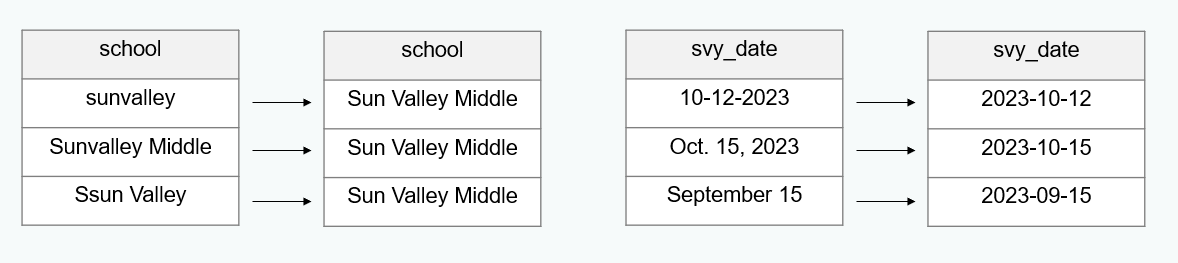 school
sunvalley
Sunvalley Middle
Ssun Valley
school
Sun Valley Middle
Sun Valley Middle
Sun Valley Middle
svy_date
10-12-2023
Oct. 15, 2023
September 15
svy_date
2023-10-12
2023-10-15
2023-09-15